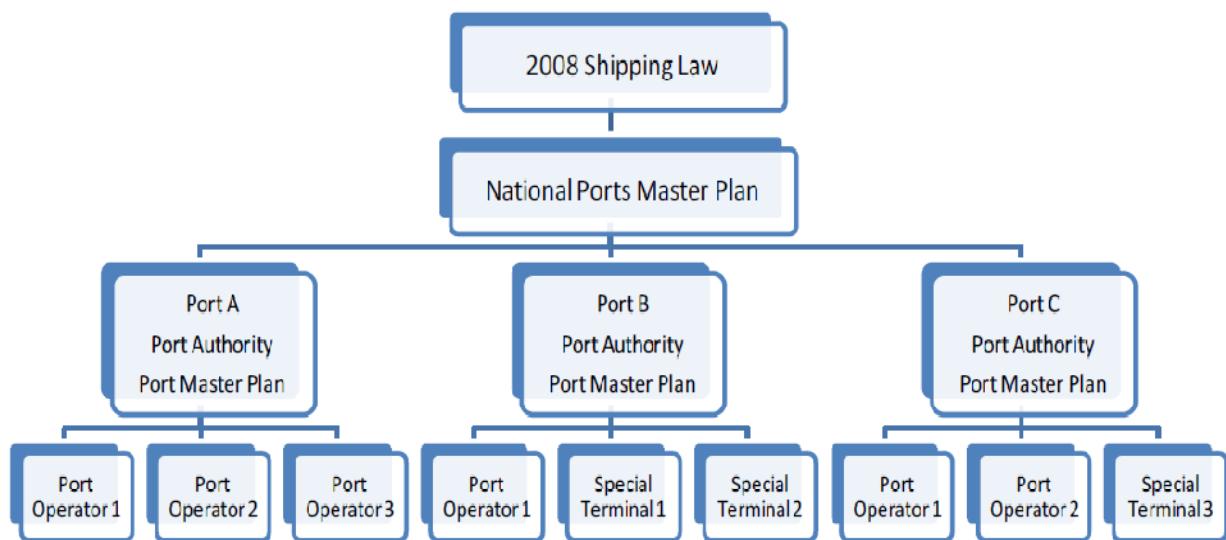 2008 Shipping Law
National Ports Master Plan
Port A
Port Authority
Port Master Plan
Port B
Port Authority
Port Master Plan
Port C
Port Authority
Port Master Plan
Port
Operator 1
Port
Operator 2
Port
Operator 3
Port
Operator 1
Special
Terminal 1
Special
Terminal 2
Port
Operator 1
Port
Operator 2
Special
Terminal 3